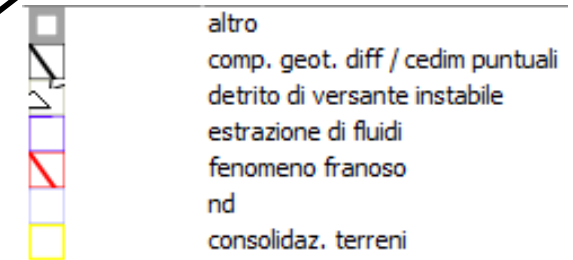 altro
comp. geot. diff / cedim puntuali
detrito di versante instabile
estrazione di fluidi
fenomeno franoso
nd
consolidaz. terreni